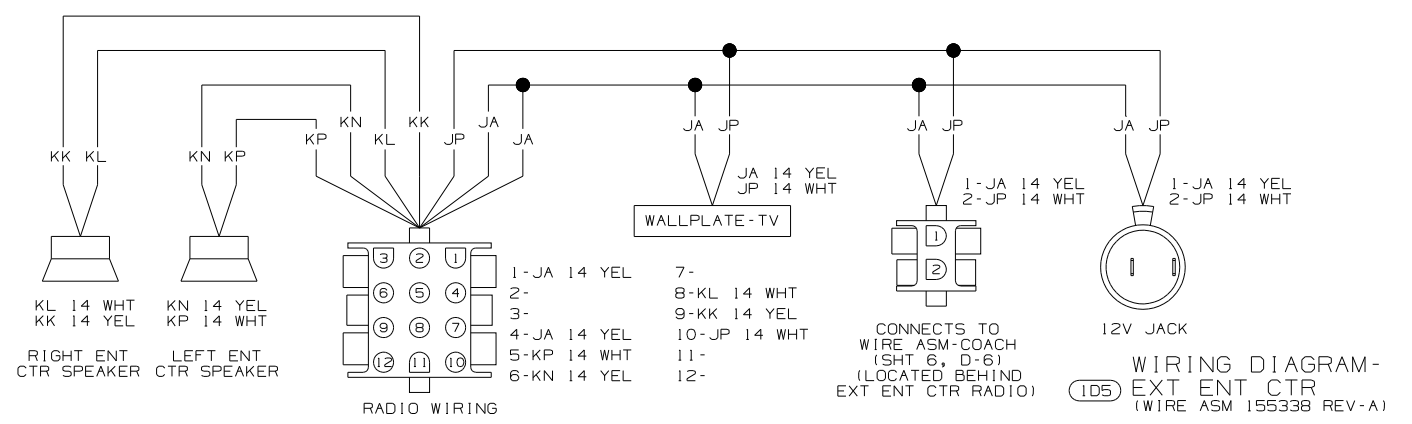 KK KL
KN KP
KP KN KL KK JP JA JA
JA JP
JA JP
JA JP
KL 14 WHT
KK 14 YEL
RIGHT ENT
CTR SPEAKER
KN 14 YEL
KP 14 WHT
LEFT ENT
CTR SPEAKER
3 2 1
6 5 4
9 8 7
12 11 10
RADIO WIRING
1-JA 14 YEL
2-
3-
4-JA 14 YEL
5-KP 14 WHT
6-KN 14 YEL
7-
8-KL 14 WHT
9-KK 14 YEL
10-JP 14 WHT
11-
12-
JA 14 YEL
JP 14 WHT
WALLPLATE-TV
1-JA 14 YEL
2-JP 14 WHT
1
2
CONNECTS TO
WIRE ASM-COACH
(SHT 6, D-6)
(LOCATED BEHIND
EXT ENT CTR RADIO)
1-JA 14 YEL
2-JP 14 WHT
12V JACK
WIRING DIAGRAM-
1D5 EXT ENT CTR
(WIRE ASM 155338 REV-A)